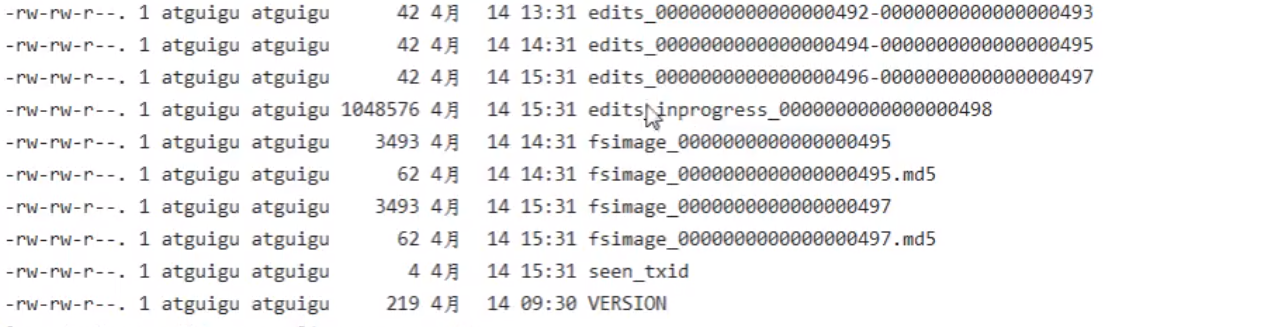 -rw-rw-r--. 1 atguigu atguigu      42 4月  14 13:31 edits_0000000000000000492-0000000000000000493
-rw-rw-r--. 1 atguigu atguigu      42 4月  14 14:31 edits_0000000000000000494-0000000000000000495
-rw-rw-r--. 1 atguigu atguigu      42 4月  14 15:31 edits_0000000000000000496-0000000000000000497
-rw-rw-r--. 1 atguigu atguigu 1048576 4月  14 15:31 edits_inprogress_0000000000000000498
-rw-rw-r--. 1 atguigu atguigu    3493 4月  14 14:31 fsimage_0000000000000000495
-rw-rw-r--. 1 atguigu atguigu      62 4月  14 14:31 fsimage_0000000000000000495.md5
-rw-rw-r--. 1 atguigu atguigu    3493 4月  14 15:31 fsimage_0000000000000000497
-rw-rw-r--. 1 atguigu atguigu      62 4月  14 15:31 fsimage_0000000000000000497.md5
-rw-rw-r--. 1 atguigu atguigu       4 4月  14 15:31 seen_txid
-rw-rw-r--. 1 atguigu atguigu     219 4月  14 09:30 VERSION